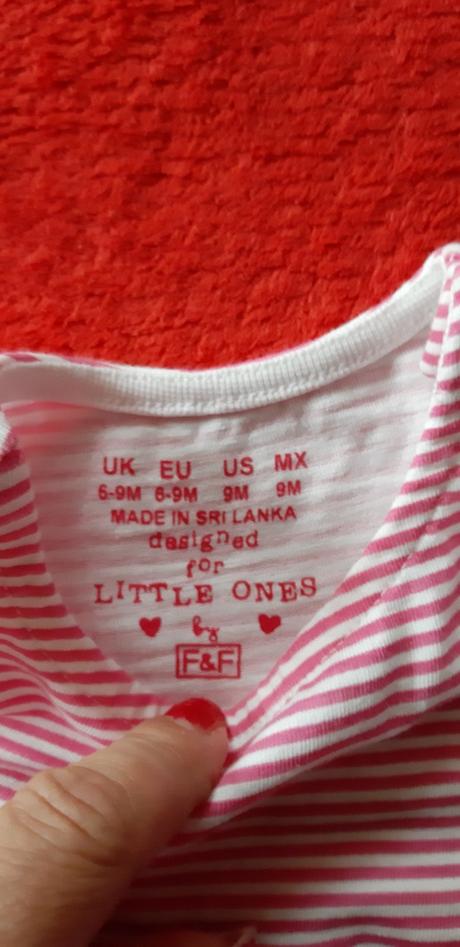 UK EU US MX
6-9M 6-9M 9M 9M
MADE IN SRI LANKA
designed
for
LITTLE ONES
by
F&F